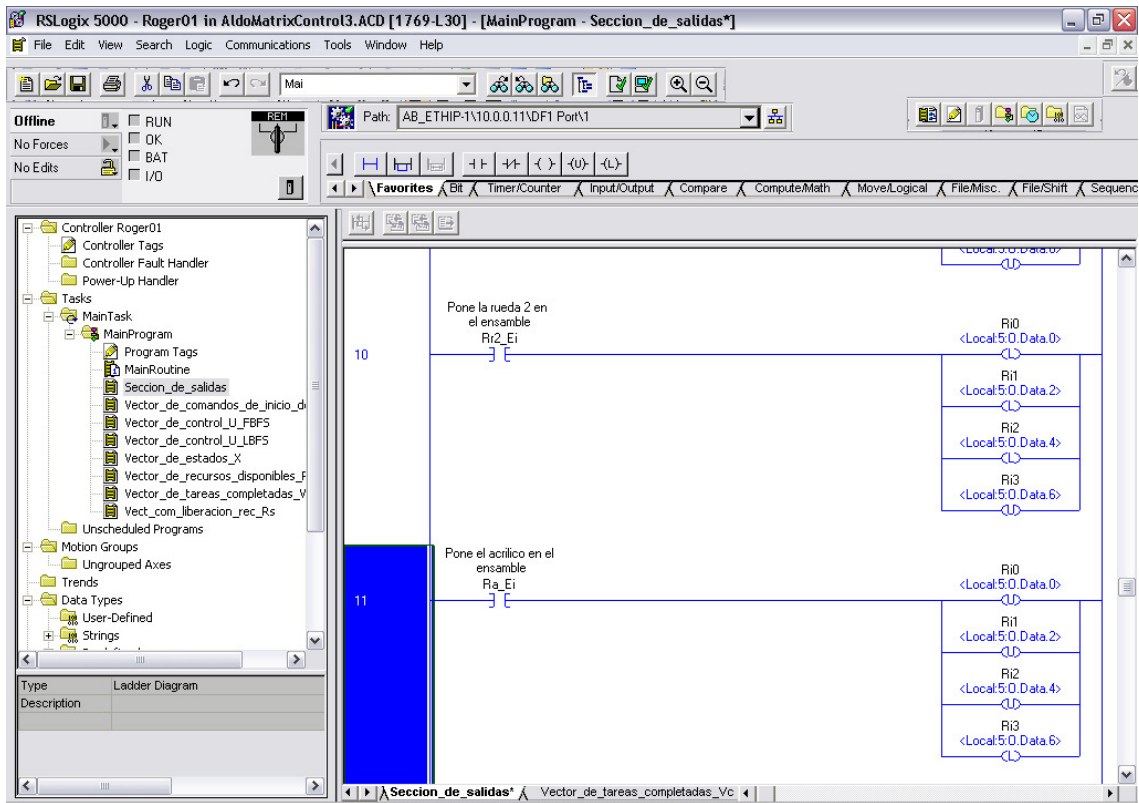 RSLogix 5000 - Roger01 in AldoMatrixControl3.ACD [1769-L30] - [MainProgram - Seccion_de_salidas*]
File Edit View Search Logic Communications Tools Window Help
Mai
Offline
RUN
REM
No Forces
OK
No Edits
BAT
I/O
Path: AB_ETHIP-1\10.0.0.11\DF1 Port\1
Favorites Bit Timer/Counter Input/Output Compare Compute/Math Move/Logical File/Misc. File/Shift Sequenc
Controller Roger01
Controller Tags
Controller Fault Handler
Power-Up Handler
Tasks
MainTask
MainProgram
Program Tags
MainRoutine
Seccion_de_salidas
Vector_de_comandos_de_inicio_d
Vector_de_control_U_FBFS
Vector_de_control_U_LBFS
Vector_de_estados_X
Vector_de_recursos_disponibles_
Vector_de_tareas_completadas_V
Vect_com_liberacion_rec_Rs
Unscheduled Programs
Motion Groups
Ungrouped Axes
Trends
Data Types
User-Defined
Strings
Type Ladder Diagram
Description
U
Pone la rueda 2 en
el ensamble
Rr2_Ei
10
Ri0
<Local:5:O.Data.0>
L
Ri1
<Local:5:O.Data.2>
L
Ri2
<Local:5:O.Data.4>
L
Ri3
<Local:5:O.Data.6>
U
Pone el acrilico en el
ensamble
Ra_Ei
11
Ri0
<Local:5:O.Data.0>
U
Ri1
<Local:5:O.Data.2>
U
Ri2
<Local:5:O.Data.4>
U
Ri3
<Local:5:O.Data.6>
L
Seccion_de_salidas* Vector_de_tareas_completadas_Vc